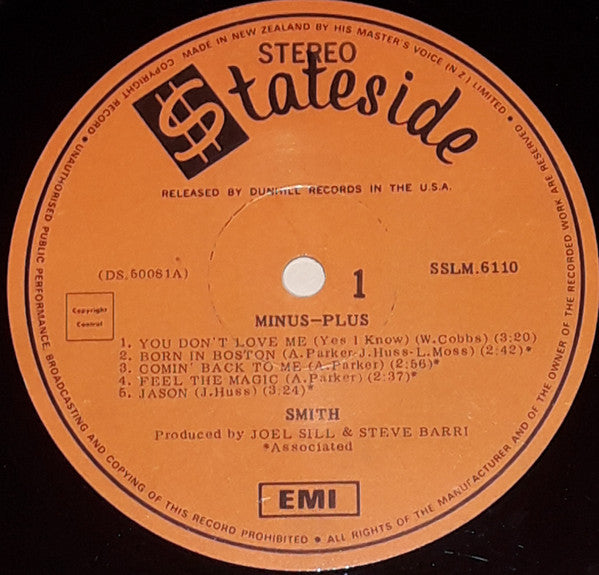 MADE IN NEW ZEALAND BY HIS MASTER'S VOICE (N Z) LIMITED. • ALL RIGHTS OF THE MANUFACTURER AND OF THE OWNER OF THE RECORDED WORK ARE RESERVED • UNAUTHORISED PUBLIC PERFORMANCE, BROADCASTING AND COPYING OF THIS RECORD PROHIBITED • COPYRIGHT RECORD
STEREO
$tateside
RELEASED BY DUNHILL RECORDS IN THE U.S.A.
(DS.50081A) 1 SSLM.6110
Copyright
Control
MINUS-PLUS
1. YOU DON'T LOVE ME (Yes I Know) (W.Cobbs) (3:20)
2. BORN IN BOSTON (A.Parker-J.Huss-L.Moss) (2:42)*
3. COMIN' BACK TO ME (A.Parker) (2:56)*
4. FEEL THE MAGIC (A.Parker) (2:37)*
5. JASON (J.Huss) (3:24)*
SMITH
Produced by JOEL SILL & STEVE BARRI
*Associated
EMI